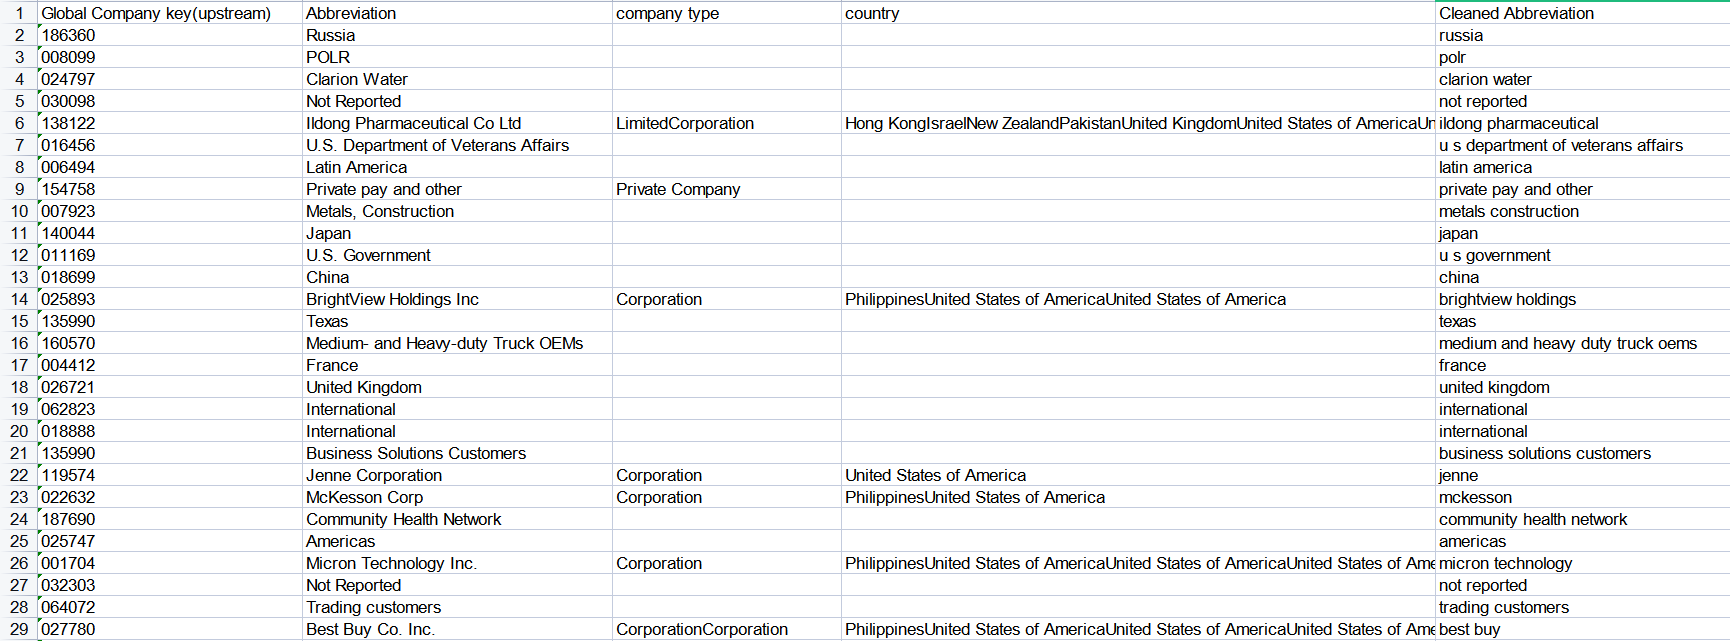 1 Global Company key(upstream) Abbreviation company type country Cleaned Abbreviation
2 186360 Russia russia
3 008099 POLR polr
4 024797 Clarion Water clarion water
5 030098 Not Reported not reported
6 138122 Ildong Pharmaceutical Co Ltd LimitedCorporation Hong KongIsraelNew ZealandPakistanUnited KingdomUnited States of AmericaUn ildong pharmaceutical
7 016456 U.S. Department of Veterans Affairs u s department of veterans affairs
8 006494 Latin America latin america
9 154758 Private pay and other Private Company private pay and other
10 007923 Metals, Construction metals construction
11 140044 Japan japan
12 011169 U.S. Government u s government
13 018699 China china
14 025893 BrightView Holdings Inc Corporation PhilippinesUnited States of AmericaUnited States of America brightview holdings
15 135990 Texas texas
16 160570 Medium- and Heavy-duty Truck OEMs medium and heavy duty truck oems
17 004412 France france
18 026721 United Kingdom united kingdom
19 062823 International international
20 018888 International international
21 135990 Business Solutions Customers business solutions customers
22 119574 Jenne Corporation Corporation United States of America jenne
23 022632 McKesson Corp Corporation PhilippinesUnited States of America mckesson
24 187690 Community Health Network community health network
25 025747 Americas americas
26 001704 Micron Technology Inc. Corporation PhilippinesUnited States of AmericaUnited States of AmericaUnited States of Ame micron technology
27 032303 Not Reported not reported
28 064072 Trading customers trading customers
29 027780 Best Buy Co. Inc. CorporationCorporation PhilippinesUnited States of AmericaUnited States of AmericaUnited States of Ame best buy